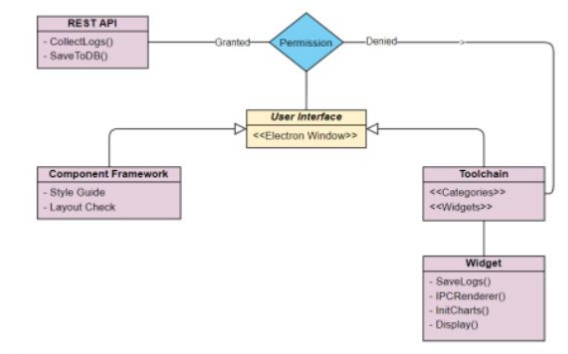 REST API
- CollectLogs()
- SaveToDB()
Granted
Permission
Denied
User Interface
<<Electron Window>>
Component Framework
- Style Guide
- Layout Check
Toolchain
<<Categories>>
<<Widgets>>
Widget
- SaveLogs()
- IPCRenderer()
- InitCharts()
- Display()